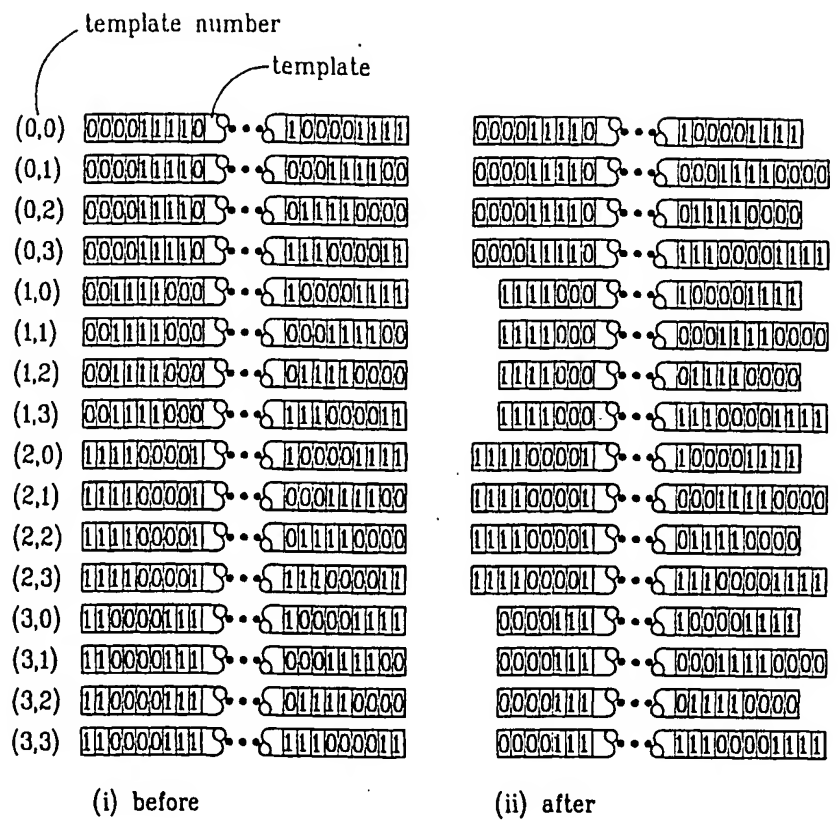 template number
template
(0,0) 000011110 ••• 100001111 000011110 ••• 100001111
(0,1) 000011110 ••• 000111100 000011110 ••• 00011110000
(0,2) 000011110 ••• 011110000 000011110 ••• 011110000
(0,3) 000011110 ••• 111000011 000011110 ••• 11100001111
(1,0) 001111000 ••• 100001111 1111000 ••• 100001111
(1,1) 001111000 ••• 000111100 1111000 ••• 00011110000
(1,2) 001111000 ••• 011110000 1111000 ••• 011110000
(1,3) 001111000 ••• 111000011 1111000 ••• 11100001111
(2,0) 111100001 ••• 100001111 111100001 ••• 100001111
(2,1) 111100001 ••• 000111100 111100001 ••• 00011110000
(2,2) 111100001 ••• 011110000 111100001 ••• 011110000
(2,3) 111100001 ••• 111000011 111100001 ••• 11100001111
(3,0) 110000111 ••• 100001111 0000111 ••• 100001111
(3,1) 110000111 ••• 000111100 0000111 ••• 00011110000
(3,2) 110000111 ••• 011110000 0000111 ••• 011110000
(3,3) 110000111 ••• 111000011 0000111 ••• 11100001111
(i) before (ii) after